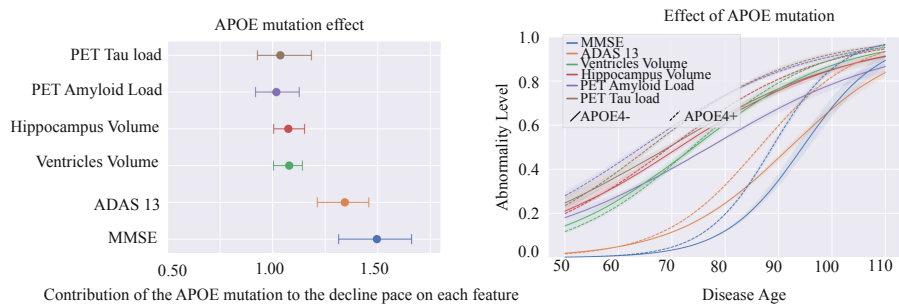 APOE mutation effect
PET Tau load
PET Amyloid Load
Hippocampus Volume
Ventricles Volume
ADAS 13
MMSE
0.50
1.00
1.50
Contribution of the APOE mutation to the decline pace on each feature
Effect of APOE mutation
Abnormality Level
1.0
0.8
0.6
0.4
0.2
0.0
MMSE
ADAS 13
Ventricles Volume
Hippocampus Volume
PET Amyloid Load
PET Tau load
APOE4- APOE4+
50 60 70 80 90 100 110
Disease Age